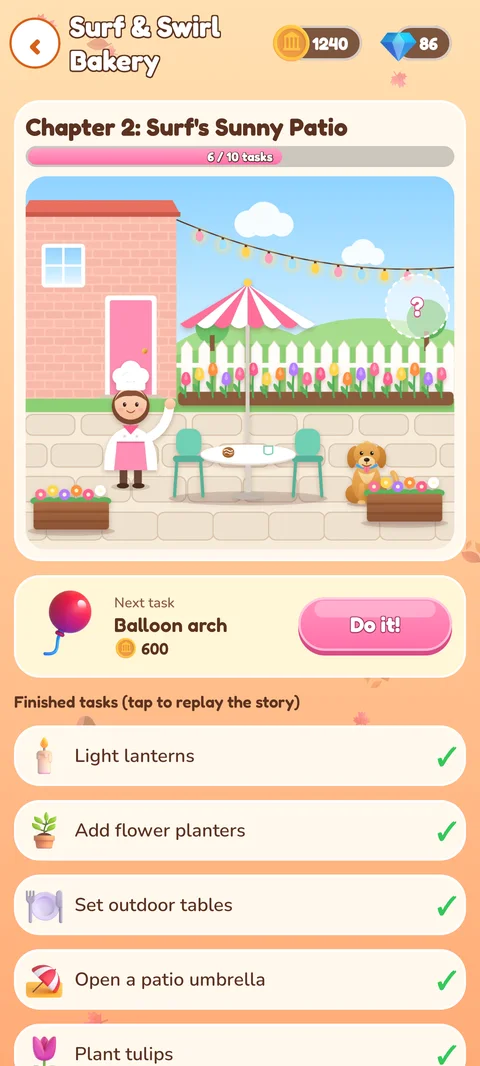 Surf & Swirl
Bakery
1240
86
Chapter 2: Surf's Sunny Patio
6 / 10 tasks
?
Next task
Balloon arch
600
Do it!
Finished tasks (tap to replay the story)
Light lanterns
Add flower planters
Set outdoor tables
Open a patio umbrella
Plant tulips